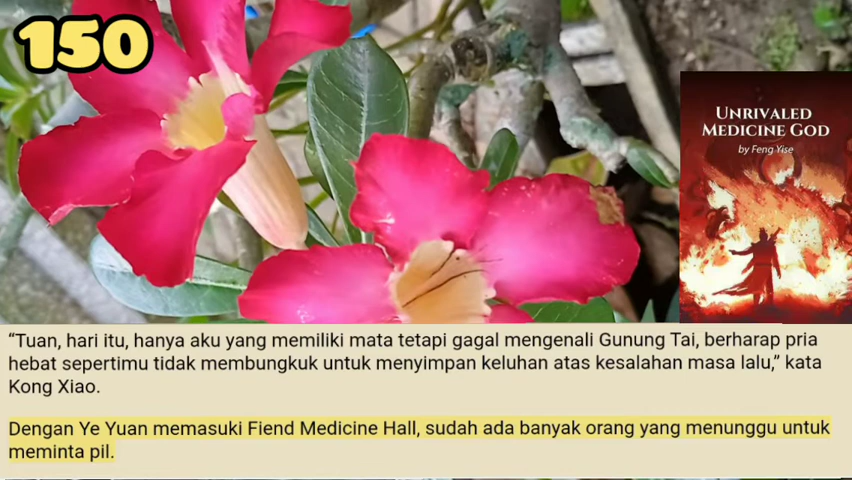 150
UNRIVALED
MEDICINE GOD
by Feng Yise
“Tuan, hari itu, hanya aku yang memiliki mata tetapi gagal mengenali Gunung Tai, berharap pria
hebat sepertimu tidak membungkuk untuk menyimpan keluhan atas kesalahan masa lalu,” kata
Kong Xiao.
Dengan Ye Yuan memasuki Fiend Medicine Hall, sudah ada banyak orang yang menunggu untuk
meminta pil.